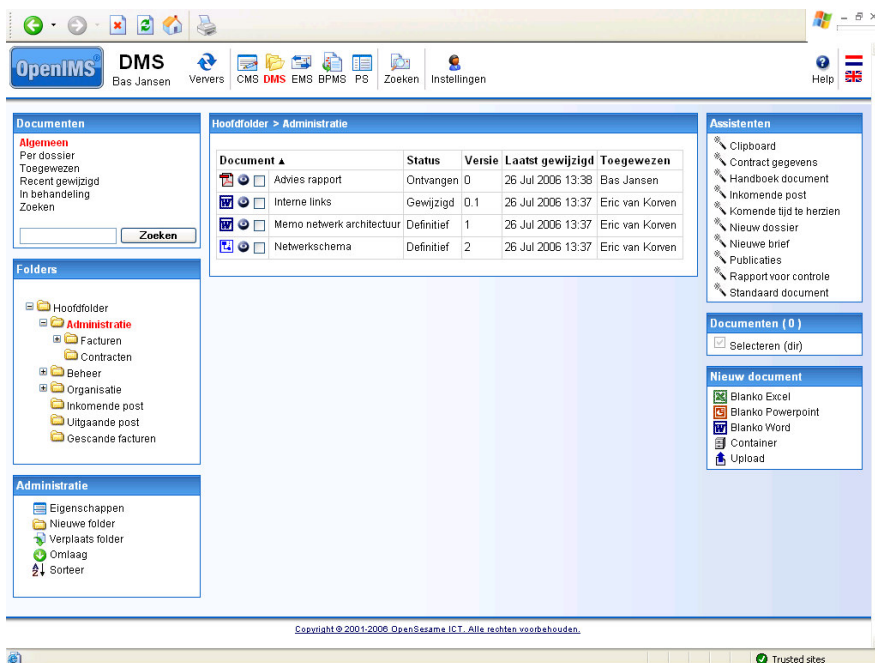 OpenIMS
DMS
Bas Jansen
Ververs
CMS DMS EMS BPMS PS
Zoeken
Instellingen
Help
Documenten
Algemeen
Per dossier
Toegewezen
Recent gewijzigd
In behandeling
Zoeken
Zoeken
Folders
Hoofdfolder
Administratie
Facturen
Contracten
Beheer
Organisatie
Inkomende post
Uitgaande post
Gescande facturen
Administratie
Eigenschappen
Nieuwe folder
Verplaats folder
Omlaag
Sorteer
Hoofdfolder > Administratie
Document ▲ Status Versie Laatst gewijzigd Toegewezen
Advies rapport Ontvangen 0 26 Jul 2006 13:38 Bas Jansen
Interne links Gewijzigd 0.1 26 Jul 2006 13:37 Eric van Korven
Memo netwerk architectuur Definitief 1 26 Jul 2006 13:37 Eric van Korven
Netwerkschema Definitief 2 26 Jul 2006 13:37 Eric van Korven
Assistenten
Clipboard
Contract gegevens
Handboek document
Inkomende post
Komende tijd te herzien
Nieuw dossier
Nieuwe brief
Publicaties
Rapport voor controle
Standaard document
Documenten ( 0 )
Selecteren (dir)
Nieuw document
Blanko Excel
Blanko Powerpoint
Blanko Word
Container
Upload
Copyright © 2001-2006 OpenSesame ICT. Alle rechten voorbehouden.
Trusted sites